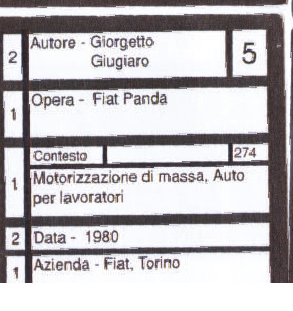 2 Autore - Giorgetto 5
Giugiaro
1 Opera - Fiat Panda
Contesto 274
1 Motorizzazione di massa, Auto
per lavoratori
2 Data - 1980
1 Azienda - Fiat, Torino